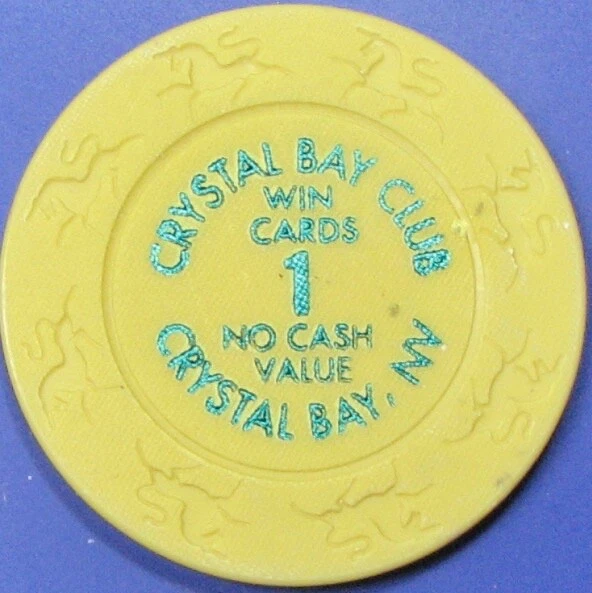 CRYSTAL BAY CLUB
WIN
CARDS
1
NO CASH
VALUE
CRYSTAL BAY, NV